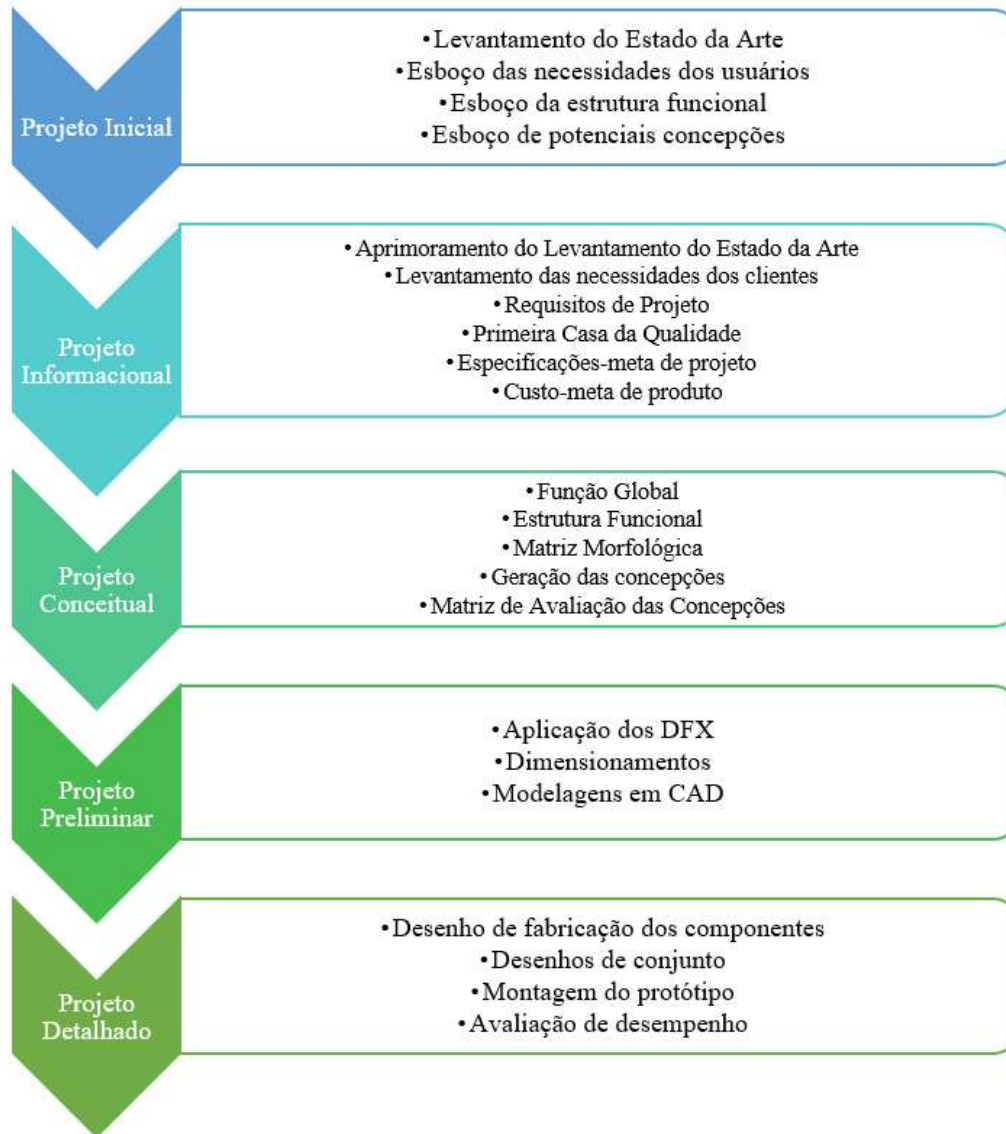 Projeto Inicial
•Levantamento do Estado da Arte
•Esboço das necessidades dos usuários
•Esboço da estrutura funcional
•Esboço de potenciais concepções
Projeto
Informacional
•Aprimoramento do Levantamento do Estado da Arte
•Levantamento das necessidades dos clientes
•Requisitos de Projeto
•Primeira Casa da Qualidade
•Especificações-meta de projeto
•Custo-meta de produto
Projeto
Conceitual
•Função Global
•Estrutura Funcional
•Matriz Morfológica
•Geração das concepções
•Matriz de Avaliação das Concepções
Projeto
Preliminar
•Aplicação dos DFX
•Dimensionamentos
•Modelagens em CAD
Projeto
Detalhado
•Desenho de fabricação dos componentes
•Desenhos de conjunto
•Montagem do protótipo
•Avaliação de desempenho